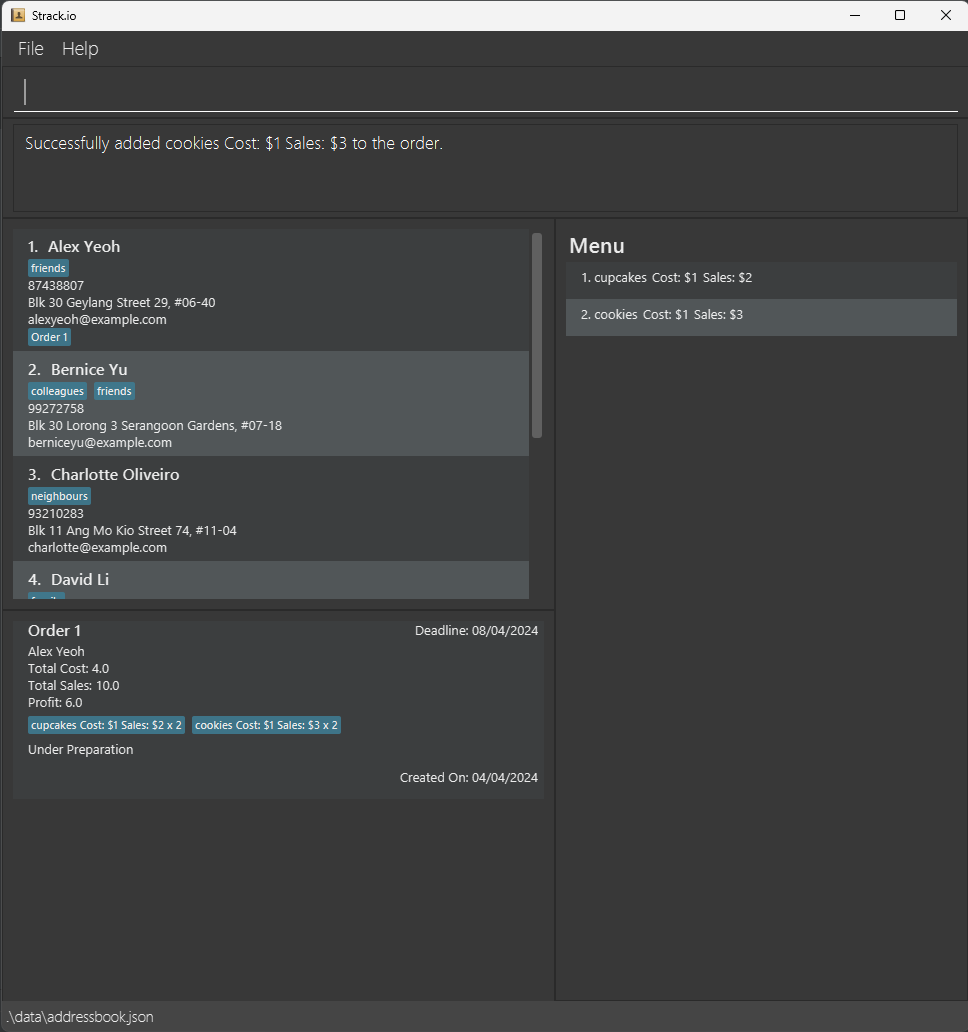 Strack.io
File Help
Successfully added cookies Cost: $1 Sales: $3 to the order.
1. Alex Yeoh
friends
87438807
Blk 30 Geylang Street 29, #06-40
alexyeoh@example.com
Order 1
2. Bernice Yu
colleagues friends
99272758
Blk 30 Lorong 3 Serangoon Gardens, #07-18
berniceyu@example.com
3. Charlotte Oliveiro
neighbours
93210283
Blk 11 Ang Mo Kio Street 74, #11-04
charlotte@example.com
4. David Li
Order 1 Deadline: 08/04/2024
Alex Yeoh
Total Cost: 4.0
Total Sales: 10.0
Profit: 6.0
cupcakes Cost: $1 Sales: $2 x 2 cookies Cost: $1 Sales: $3 x 2
Under Preparation
Created On: 04/04/2024
Menu
1. cupcakes Cost: $1 Sales: $2
2. cookies Cost: $1 Sales: $3
.\data\addressbook.json